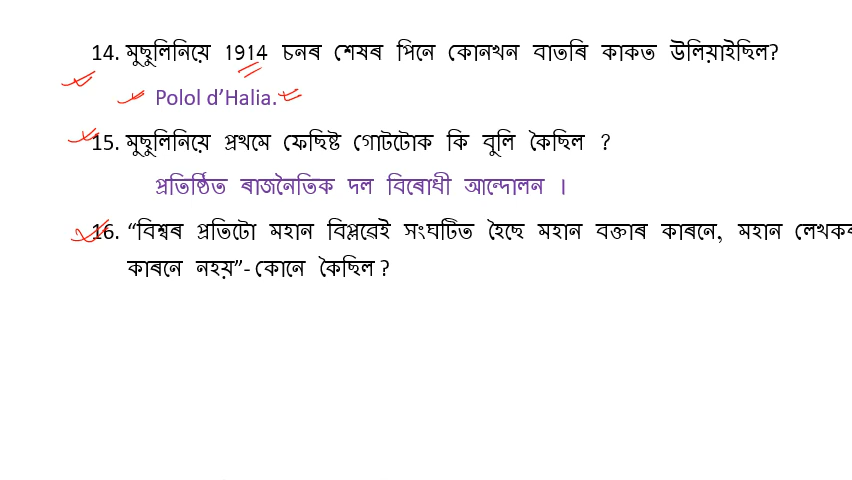 14. মুছুলিনিয়ে 1914 চনৰ শেষৰ পিনে কোনখন বাতৰি কাকত উলিয়াইছিল?
Polol d’Halia.
15. মুছুলিনিয়ে প্ৰথমে ফেছিষ্ট গোটটোক কি বুলি কৈছিল ?
প্ৰতিষ্ঠিত ৰাজনৈতিক দল বিৰোধী আন্দোলন ।
16. “বিশ্বৰ প্ৰতিটো মহান বিপ্লৱেই সংঘটিত হৈছে মহান বক্তাৰ কাৰনে, মহান লেখকৰ
কাৰনে নহয়”- কোনে কৈছিল ?